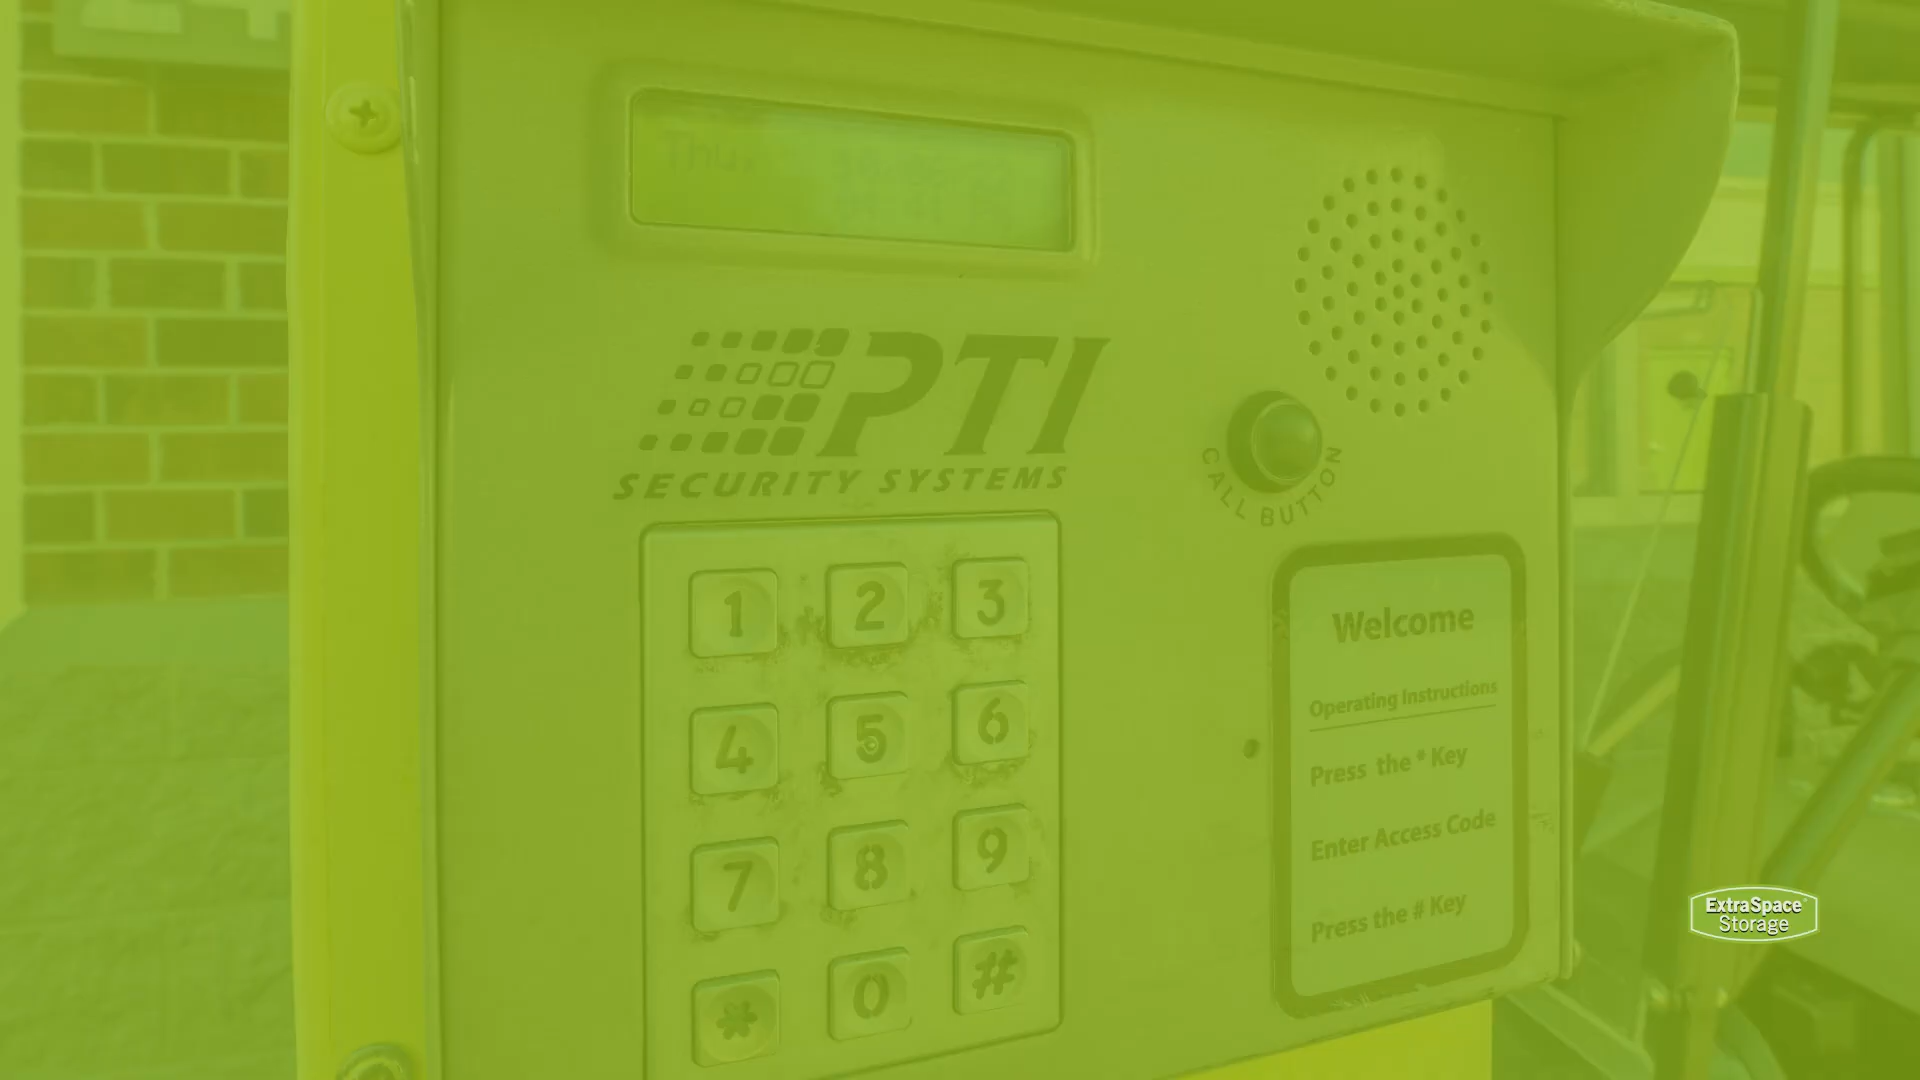 Thu,
PTI
SECURITY SYSTEMS
CALL BUTTON
1 2 3
4 5 6
7 8 9
* 0 #
Welcome
Operating Instructions
Press the * Key
Enter Access Code
Press the # Key
ExtraSpace
Storage